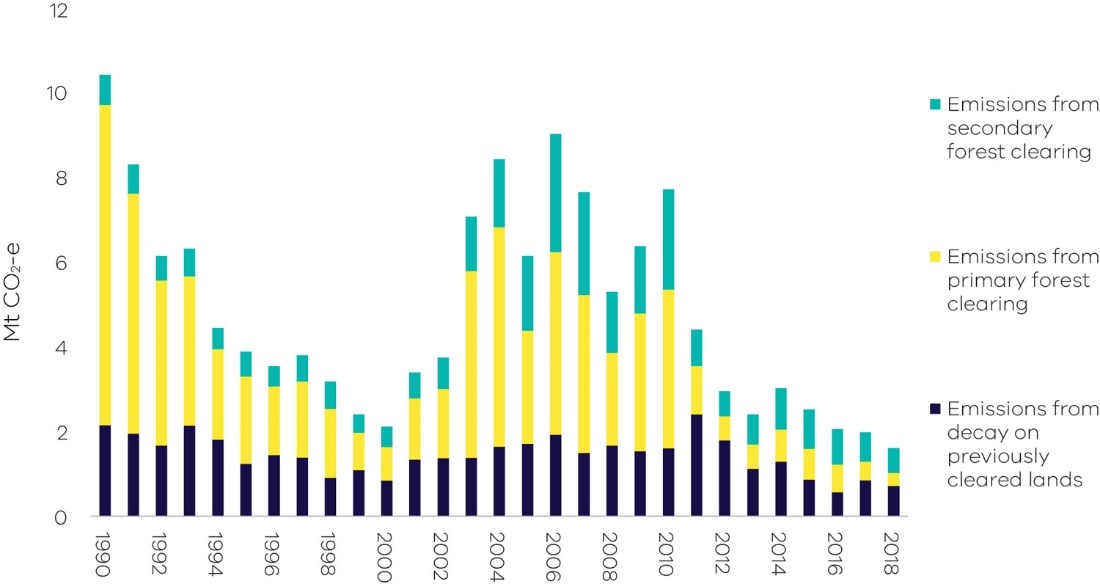 12
10
8
6
4
2
0
Mt CO₂-e
1990
1992
1994
1996
1998
2000
2002
2004
2006
2008
2010
2012
2014
2016
2018
Emissions from
secondary
forest clearing
Emissions from
primary forest
clearing
Emissions from
decay on
previously
cleared lands